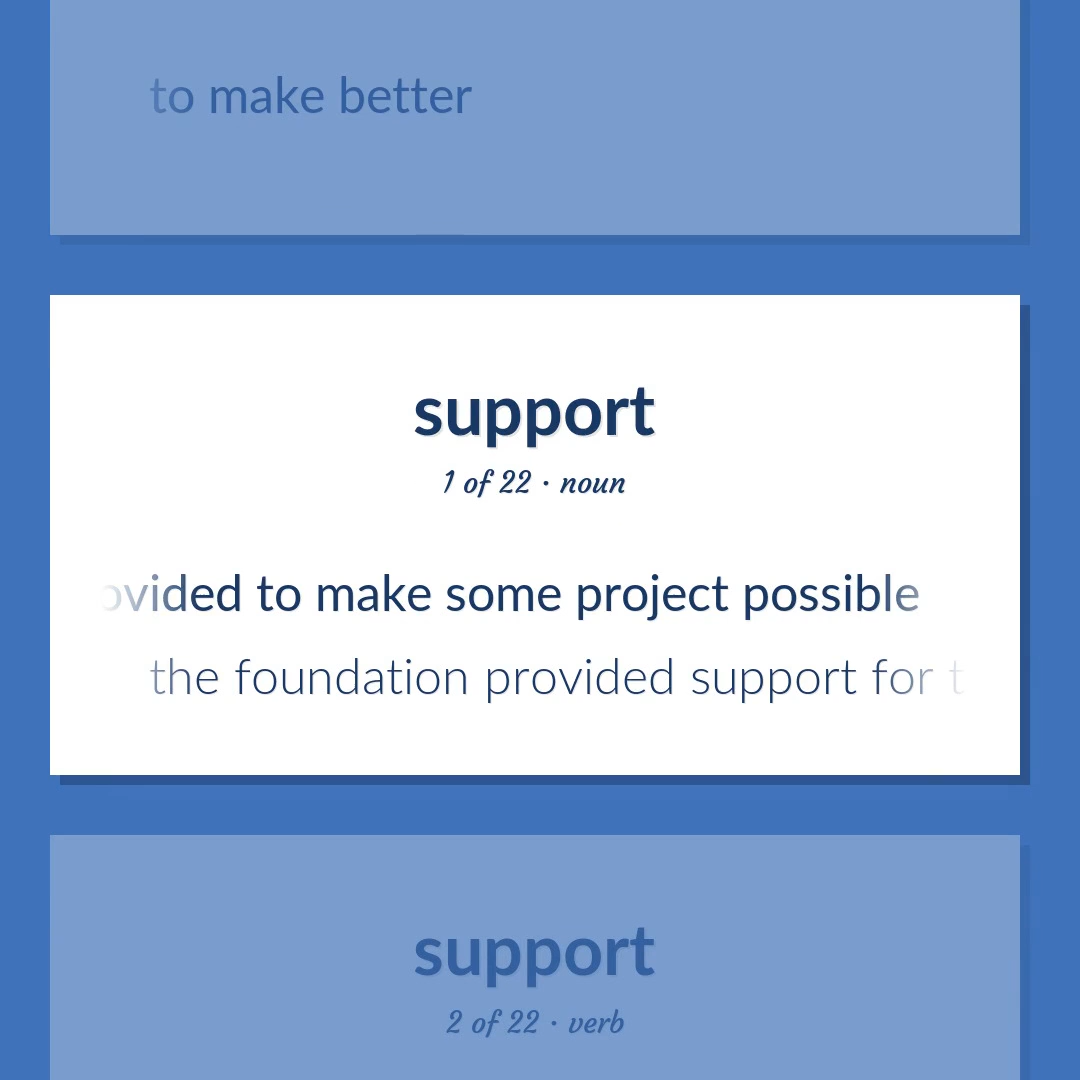 to make better
support
1 of 22 · noun
ovided to make some project possible
the foundation provided support for t
support
2 of 22 · verb